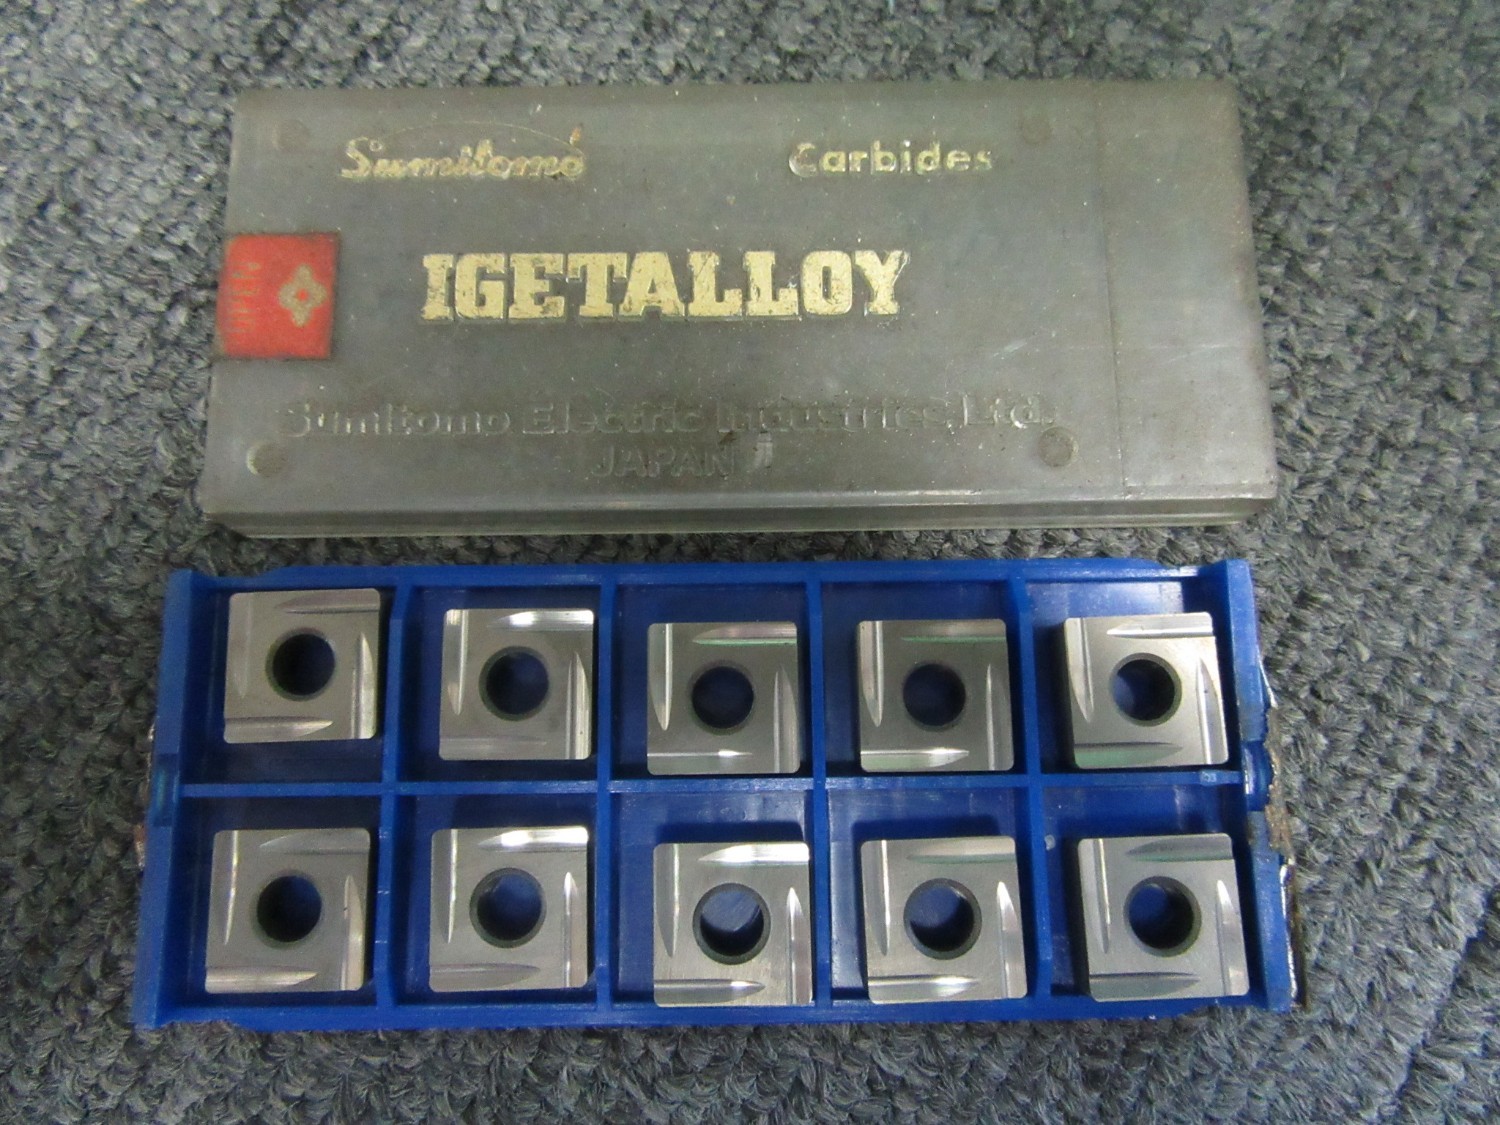 Sumitomo Carbides
IGETALLOY
Sumitomo Electric Industries, Ltd.
JAPAN